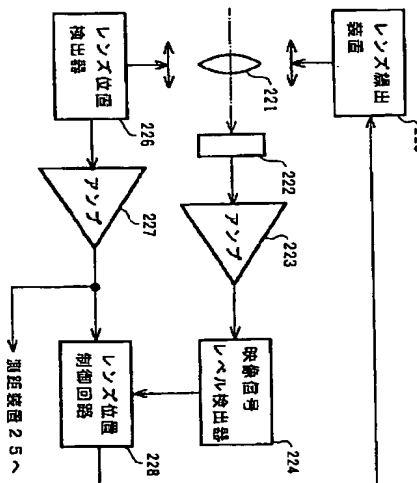 レンズ繰出
装置
221
222
アンプ
223
映像信号
レベル検出器
224
レンズ位置
検出器
226
アンプ
227
レンズ位置
制御回路
228
測距装置25へ